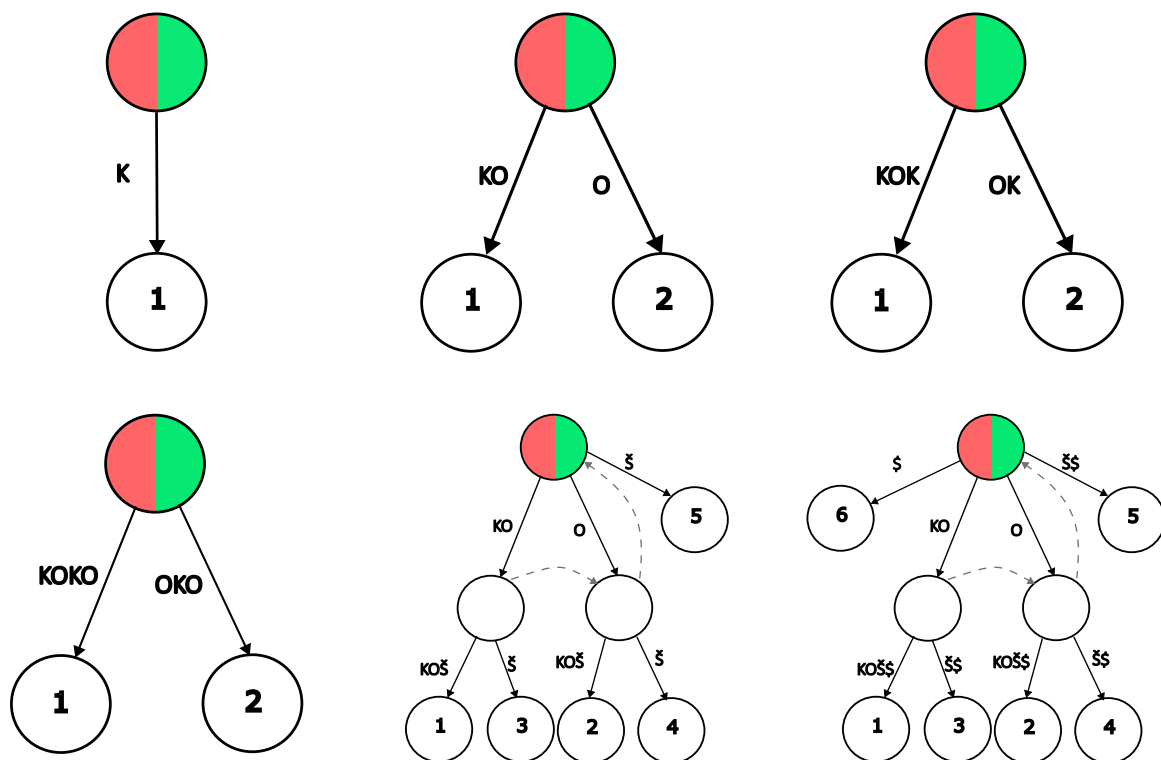 K
KO O
KOK OK
1
1 2
1 2
Š
$ Š$
6 5
5
KO O
KO O
KOKO OKO
KOŠ Š KOŠ Š
KOŠ$ Š$ KOŠ$ Š$
1 2
1 3 2 4
1 3 2 4